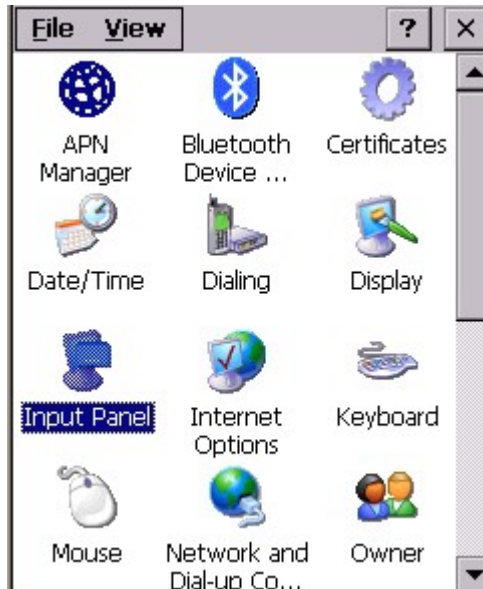 File View ? ×
APN Manager
Bluetooth Device ...
Certificates
Date/Time
Dialing
Display
Input Panel
Internet Options
Keyboard
Mouse
Network and Dial-up Co...
Owner